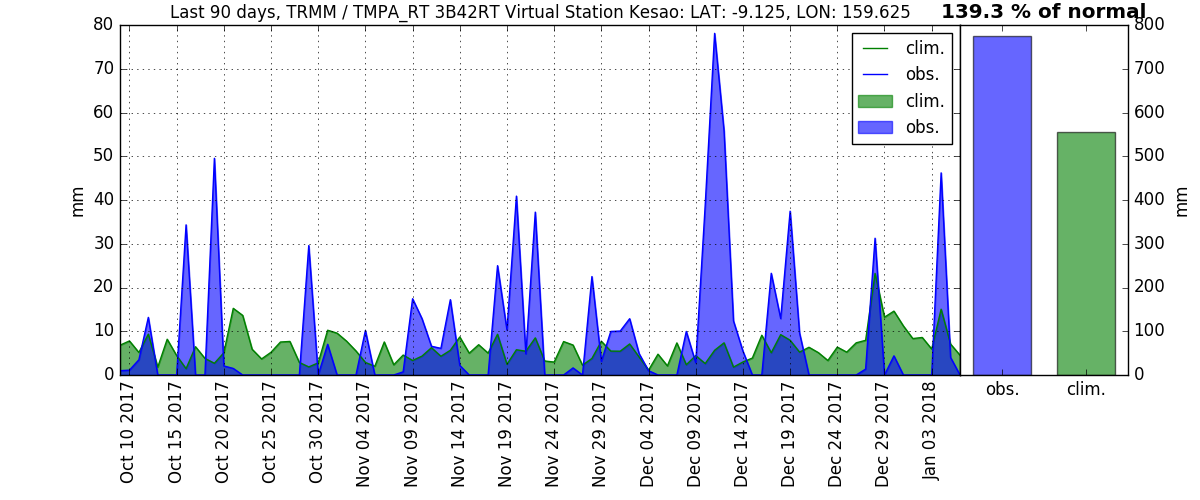 Last 90 days, TRMM / TMPA_RT 3B42RT Virtual Station Kesao: LAT: -9.125, LON: 159.625
139.3 % of normal
80
70
60
50
40
30
20
10
0
mm
clim.
obs.
clim.
obs.
800
700
600
500
400
300
200
100
0
mm
obs.
clim.
Oct 10 2017
Oct 15 2017
Oct 20 2017
Oct 25 2017
Oct 30 2017
Nov 04 2017
Nov 09 2017
Nov 14 2017
Nov 19 2017
Nov 24 2017
Nov 29 2017
Dec 04 2017
Dec 09 2017
Dec 14 2017
Dec 19 2017
Dec 24 2017
Dec 29 2017
Jan 03 2018